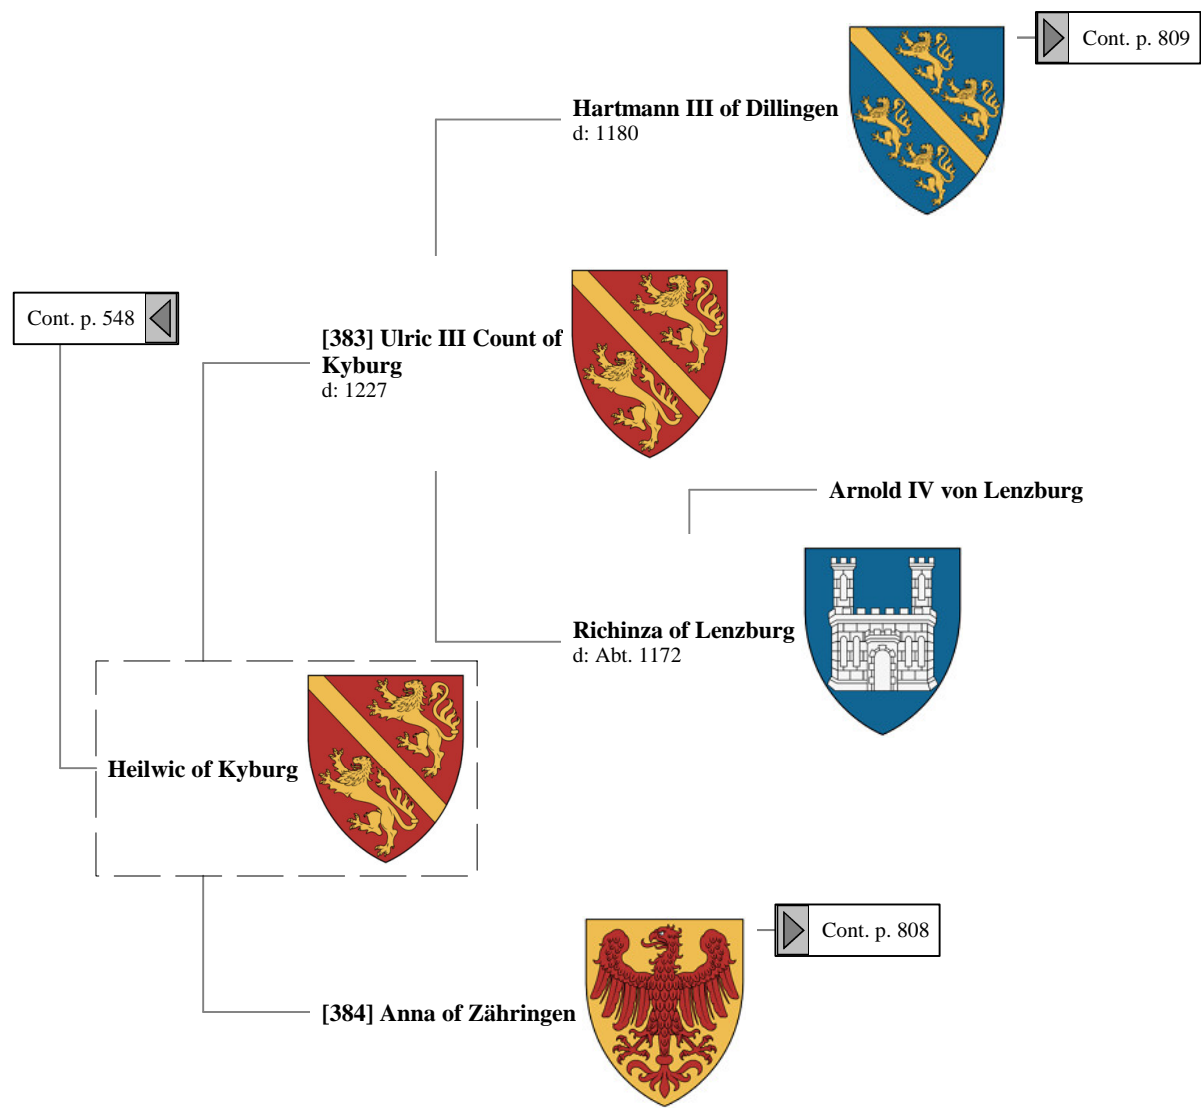 Cont. p. 809
Hartmann III of Dillingen
d: 1180
Cont. p. 548
[383] Ulric III Count of
Kyburg
d: 1227
Arnold IV von Lenzburg
Richinza of Lenzburg
d: Abt. 1172
Heilwic of Kyburg
Cont. p. 808
[384] Anna of Zähringen